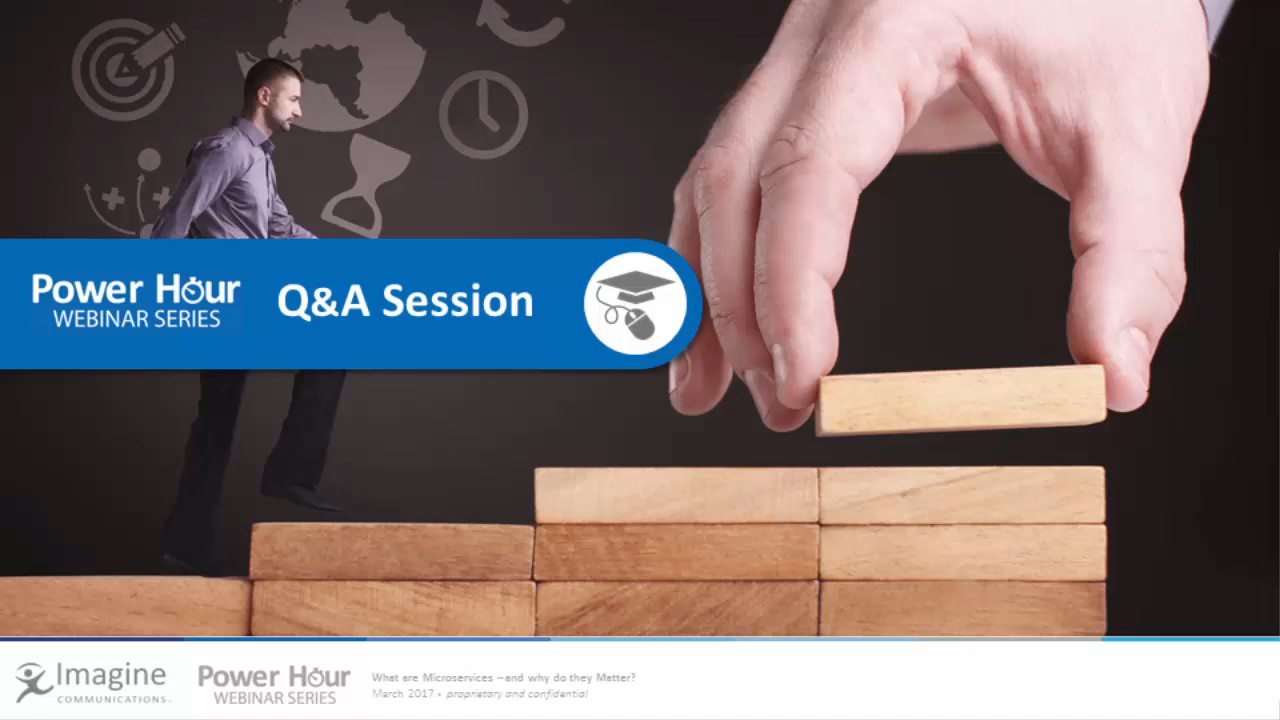 Power Hour
WEBINAR SERIES
Q&A Session
Imagine
COMMUNICATIONS
Power Hour
WEBINAR SERIES
What are Microservices –and why do they Matter?
March 2017 • proprietary and confidential